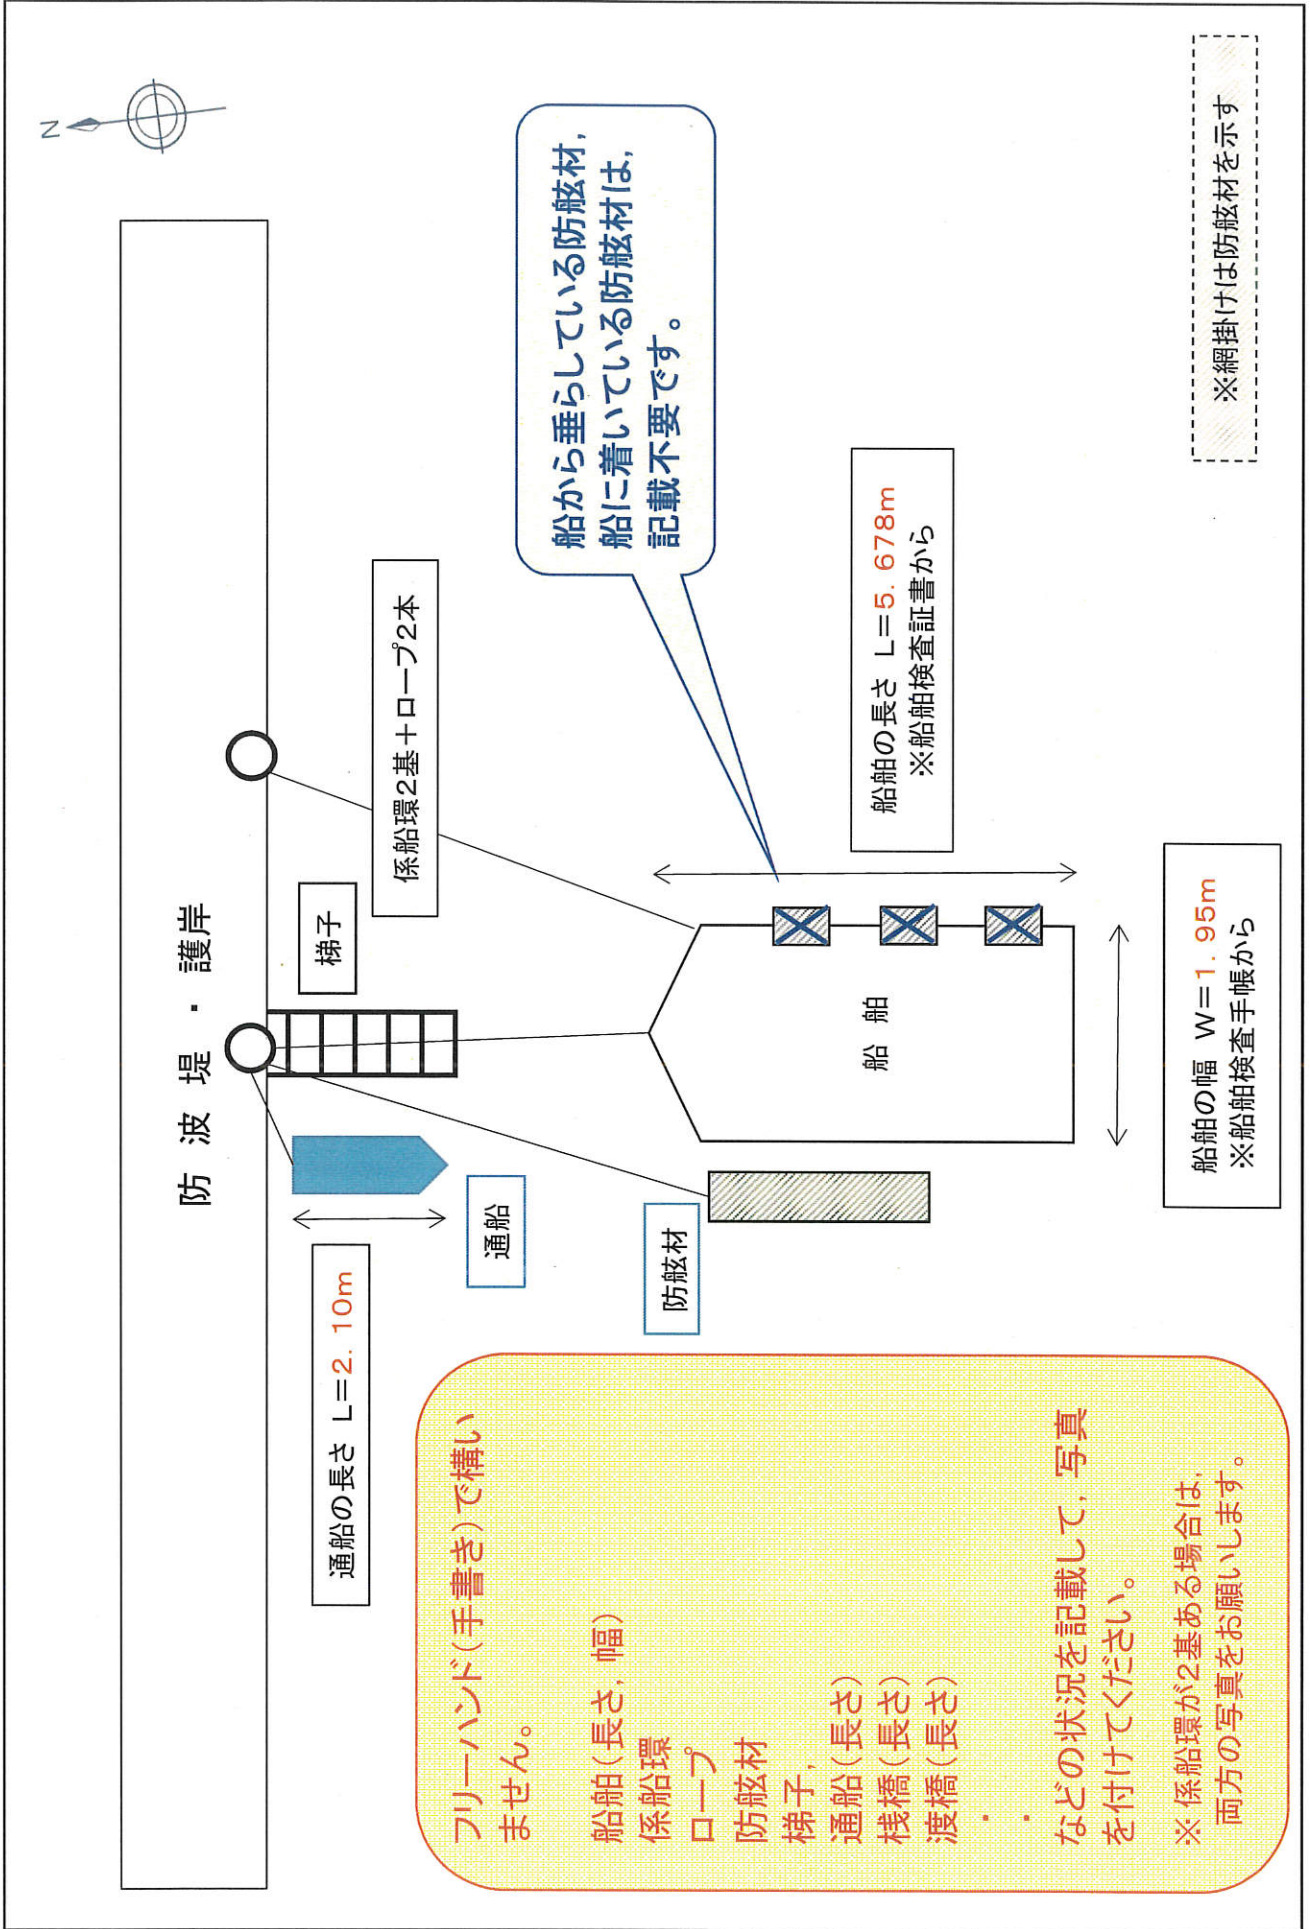 N
防 波 堤 ・ 護岸
通船の長さ L=2. 10m
通船
梯子
係船環2基+ロープ2本
防舷材
船 舶
船から垂らしている防舷材,
船に着いている防舷材は,
記載不要です。
船舶の長さ L=5. 678m
※船舶検査証書から
船舶の幅 W=1. 95m
※船舶検査手帳から
※網掛けは防舷材を示す
フリーハンド(手書き)で構い
ません。
船舶(長さ, 幅)
係船環
ロープ
防舷材
梯子,
通船(長さ)
桟橋(長さ)
渡橋(長さ)
・
・
などの状況を記載して, 写真
を付けてください。
※係船環が2基ある場合は,
両方の写真をお願いします。